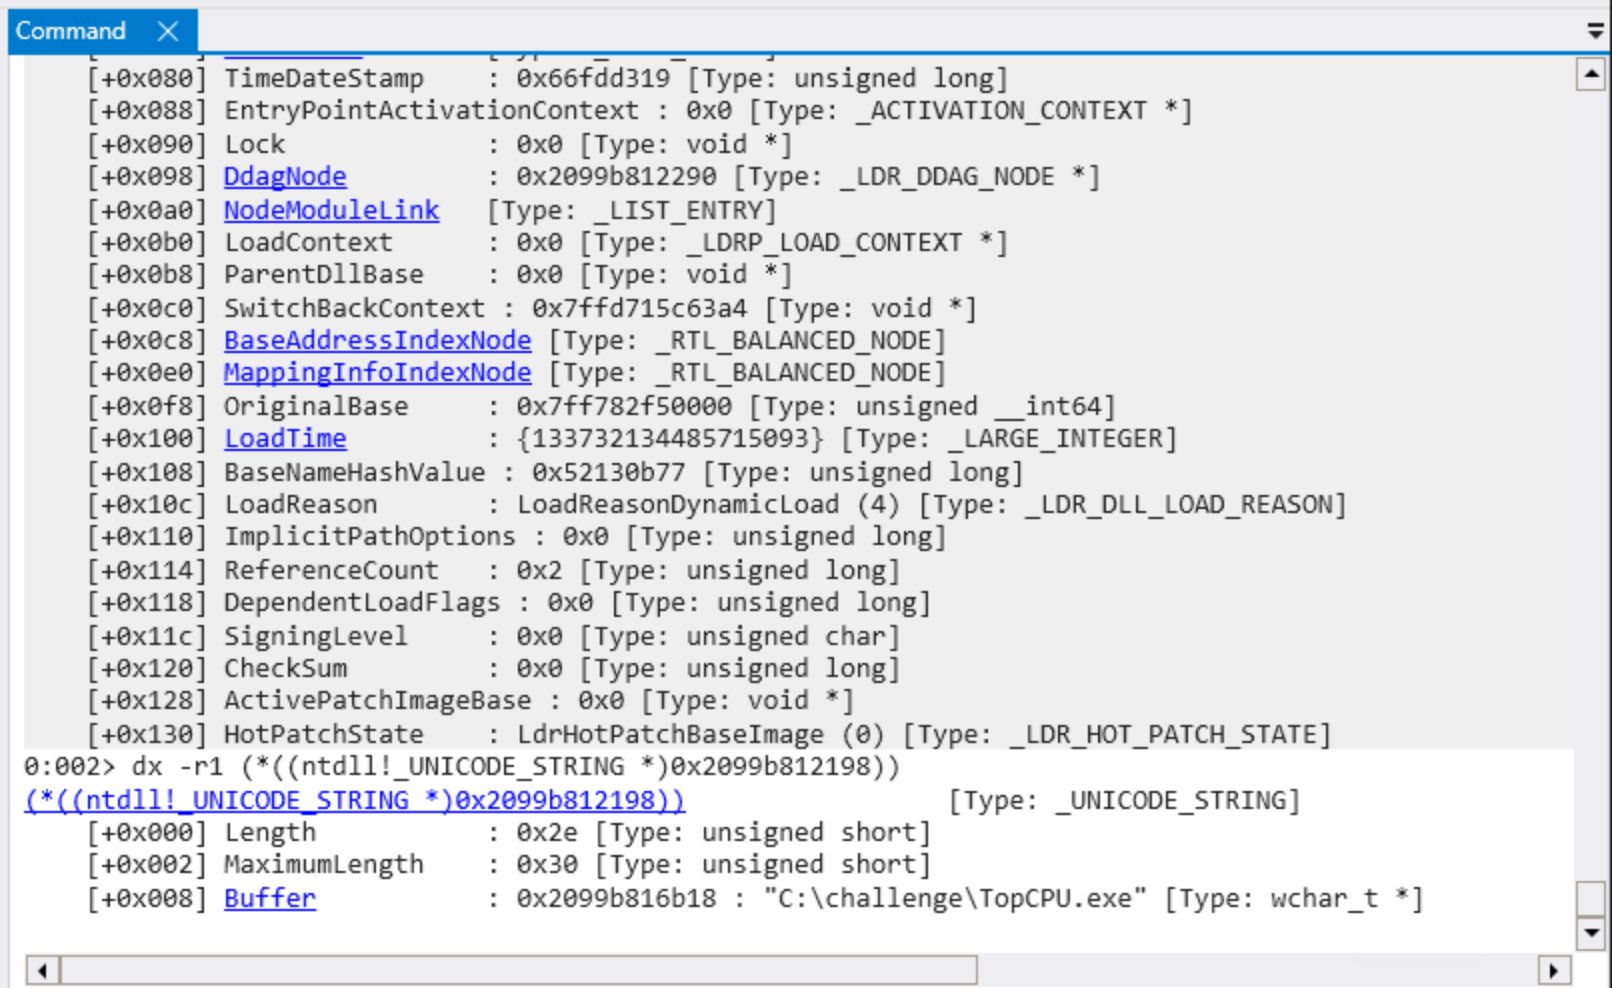 Command
[+0x080] TimeDateStamp    : 0x66fdd319 [Type: unsigned long]
[+0x088] EntryPointActivationContext : 0x0 [Type: _ACTIVATION_CONTEXT *]
[+0x090] Lock             : 0x0 [Type: void *]
[+0x098] DdagNode         : 0x2099b812290 [Type: _LDR_DDAG_NODE *]
[+0x0a0] NodeModuleLink   [Type: _LIST_ENTRY]
[+0x0b0] LoadContext      : 0x0 [Type: _LDRP_LOAD_CONTEXT *]
[+0x0b8] ParentDllBase    : 0x0 [Type: void *]
[+0x0c0] SwitchBackContext : 0x7ffd715c63a4 [Type: void *]
[+0x0c8] BaseAddressIndexNode [Type: _RTL_BALANCED_NODE]
[+0x0e0] MappingInfoIndexNode [Type: _RTL_BALANCED_NODE]
[+0x0f8] OriginalBase     : 0x7ff782f50000 [Type: unsigned __int64]
[+0x100] LoadTime         : {133732134485715093} [Type: _LARGE_INTEGER]
[+0x108] BaseNameHashValue : 0x52130b77 [Type: unsigned long]
[+0x10c] LoadReason       : LoadReasonDynamicLoad (4) [Type: _LDR_DLL_LOAD_REASON]
[+0x110] ImplicitPathOptions : 0x0 [Type: unsigned long]
[+0x114] ReferenceCount   : 0x2 [Type: unsigned long]
[+0x118] DependentLoadFlags : 0x0 [Type: unsigned long]
[+0x11c] SigningLevel     : 0x0 [Type: unsigned char]
[+0x120] CheckSum         : 0x0 [Type: unsigned long]
[+0x128] ActivePatchImageBase : 0x0 [Type: void *]
[+0x130] HotPatchState    : LdrHotPatchBaseImage (0) [Type: _LDR_HOT_PATCH_STATE]
0:002> dx -r1 (*((ntdll!_UNICODE_STRING *)0x2099b812198))
(*((ntdll!_UNICODE_STRING *)0x2099b812198))                 [Type: _UNICODE_STRING]
[+0x000] Length           : 0x2e [Type: unsigned short]
[+0x002] MaximumLength    : 0x30 [Type: unsigned short]
[+0x008] Buffer           : 0x2099b816b18 : "C:\challenge\TopCPU.exe" [Type: wchar_t *]